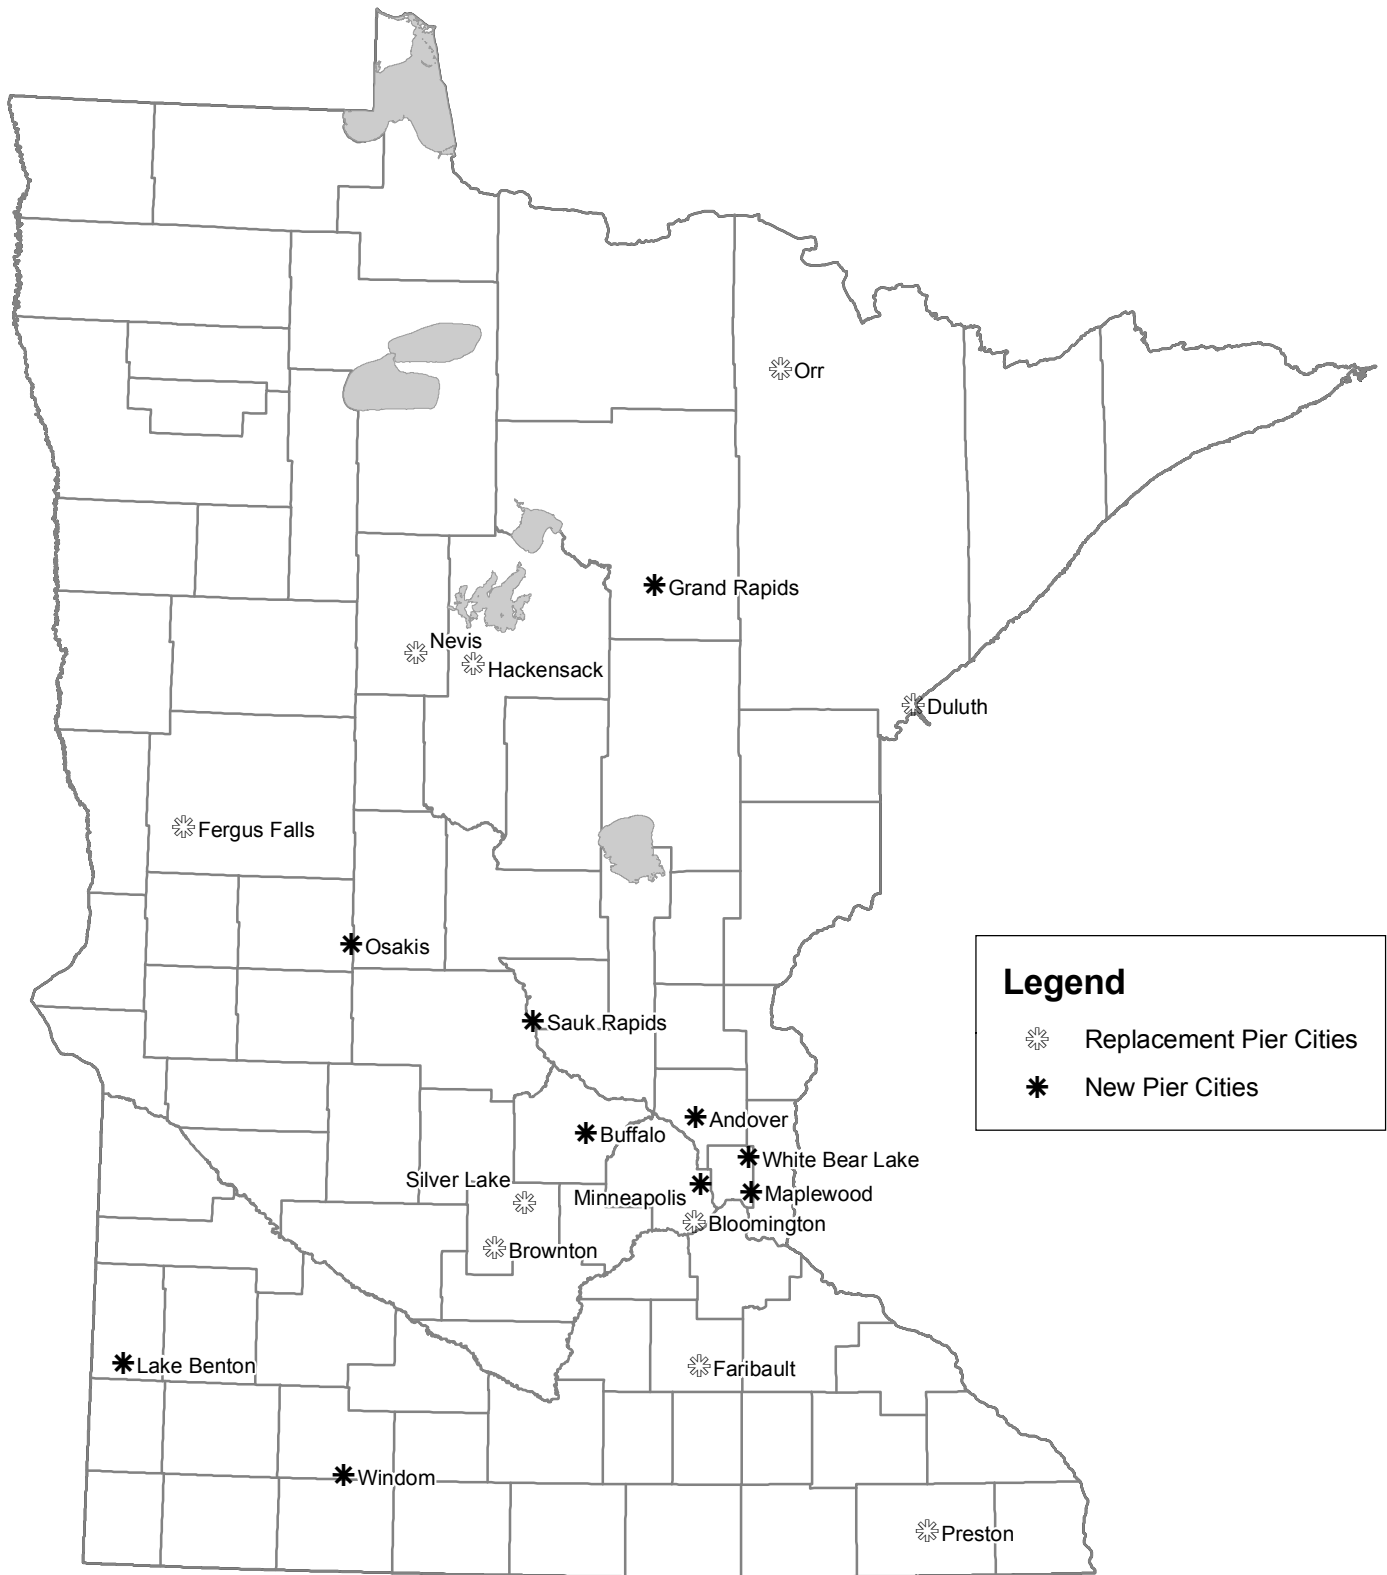 Orr
Grand Rapids
Nevis
Hackensack
Duluth
Fergus Falls
Osakis
Legend
Sauk Rapids
Replacement Pier Cities
New Pier Cities
Andover
Buffalo
White Bear Lake
Silver Lake
Minneapolis
Maplewood
Bloomington
Brownton
Lake Benton
Faribault
Windom
Preston